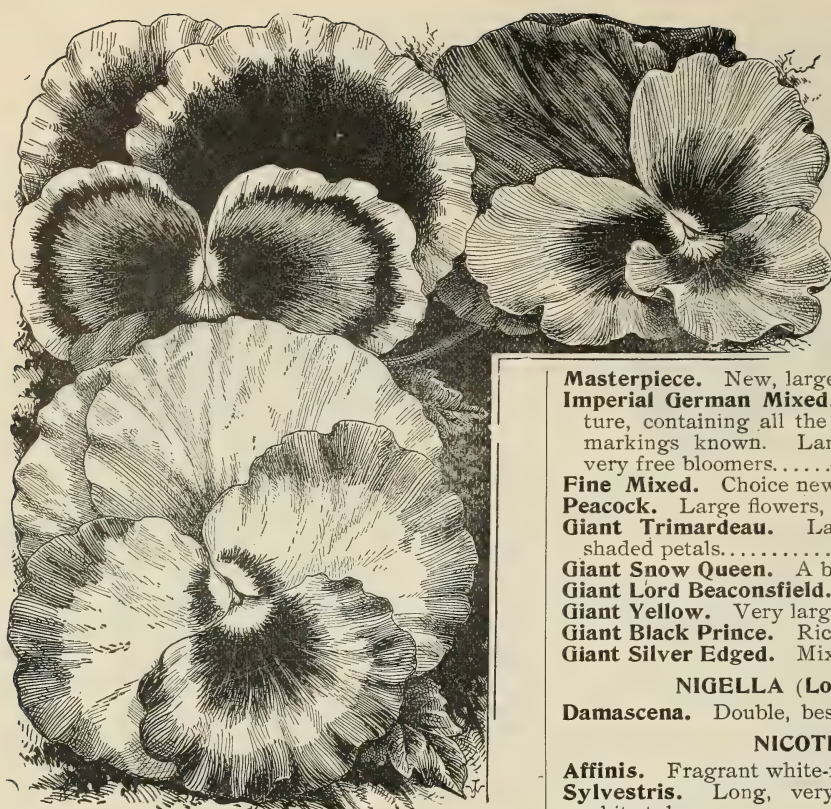 Masterpiece. New, large
Imperial German Mixed.
ture, containing all the
markings known. Lar
very free bloomers......
Fine Mixed. Choice new
Peacock. Large flowers,
Giant Trimardeau. La
shaded petals...........
Giant Snow Queen. A b
Giant Lord Beaconsfield.
Giant Yellow. Very larg
Giant Black Prince. Ric
Giant Silver Edged. Mix
NIGELLA (Lo
Damascena. Double, bes
NICOTI
Affinis. Fragrant white-
Sylvestris. Long, very